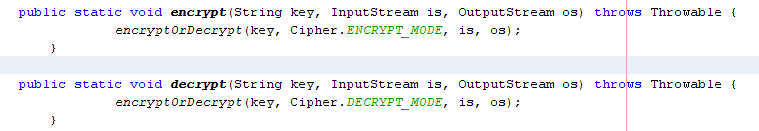 public static void encrypt(String key, InputStream is, OutputStream os) throws Throwable {
encryptOrDecrypt(key, Cipher.ENCRYPT_MODE, is, os);
}
public static void decrypt(String key, InputStream is, OutputStream os) throws Throwable {
encryptOrDecrypt(key, Cipher.DECRYPT_MODE, is, os);
}